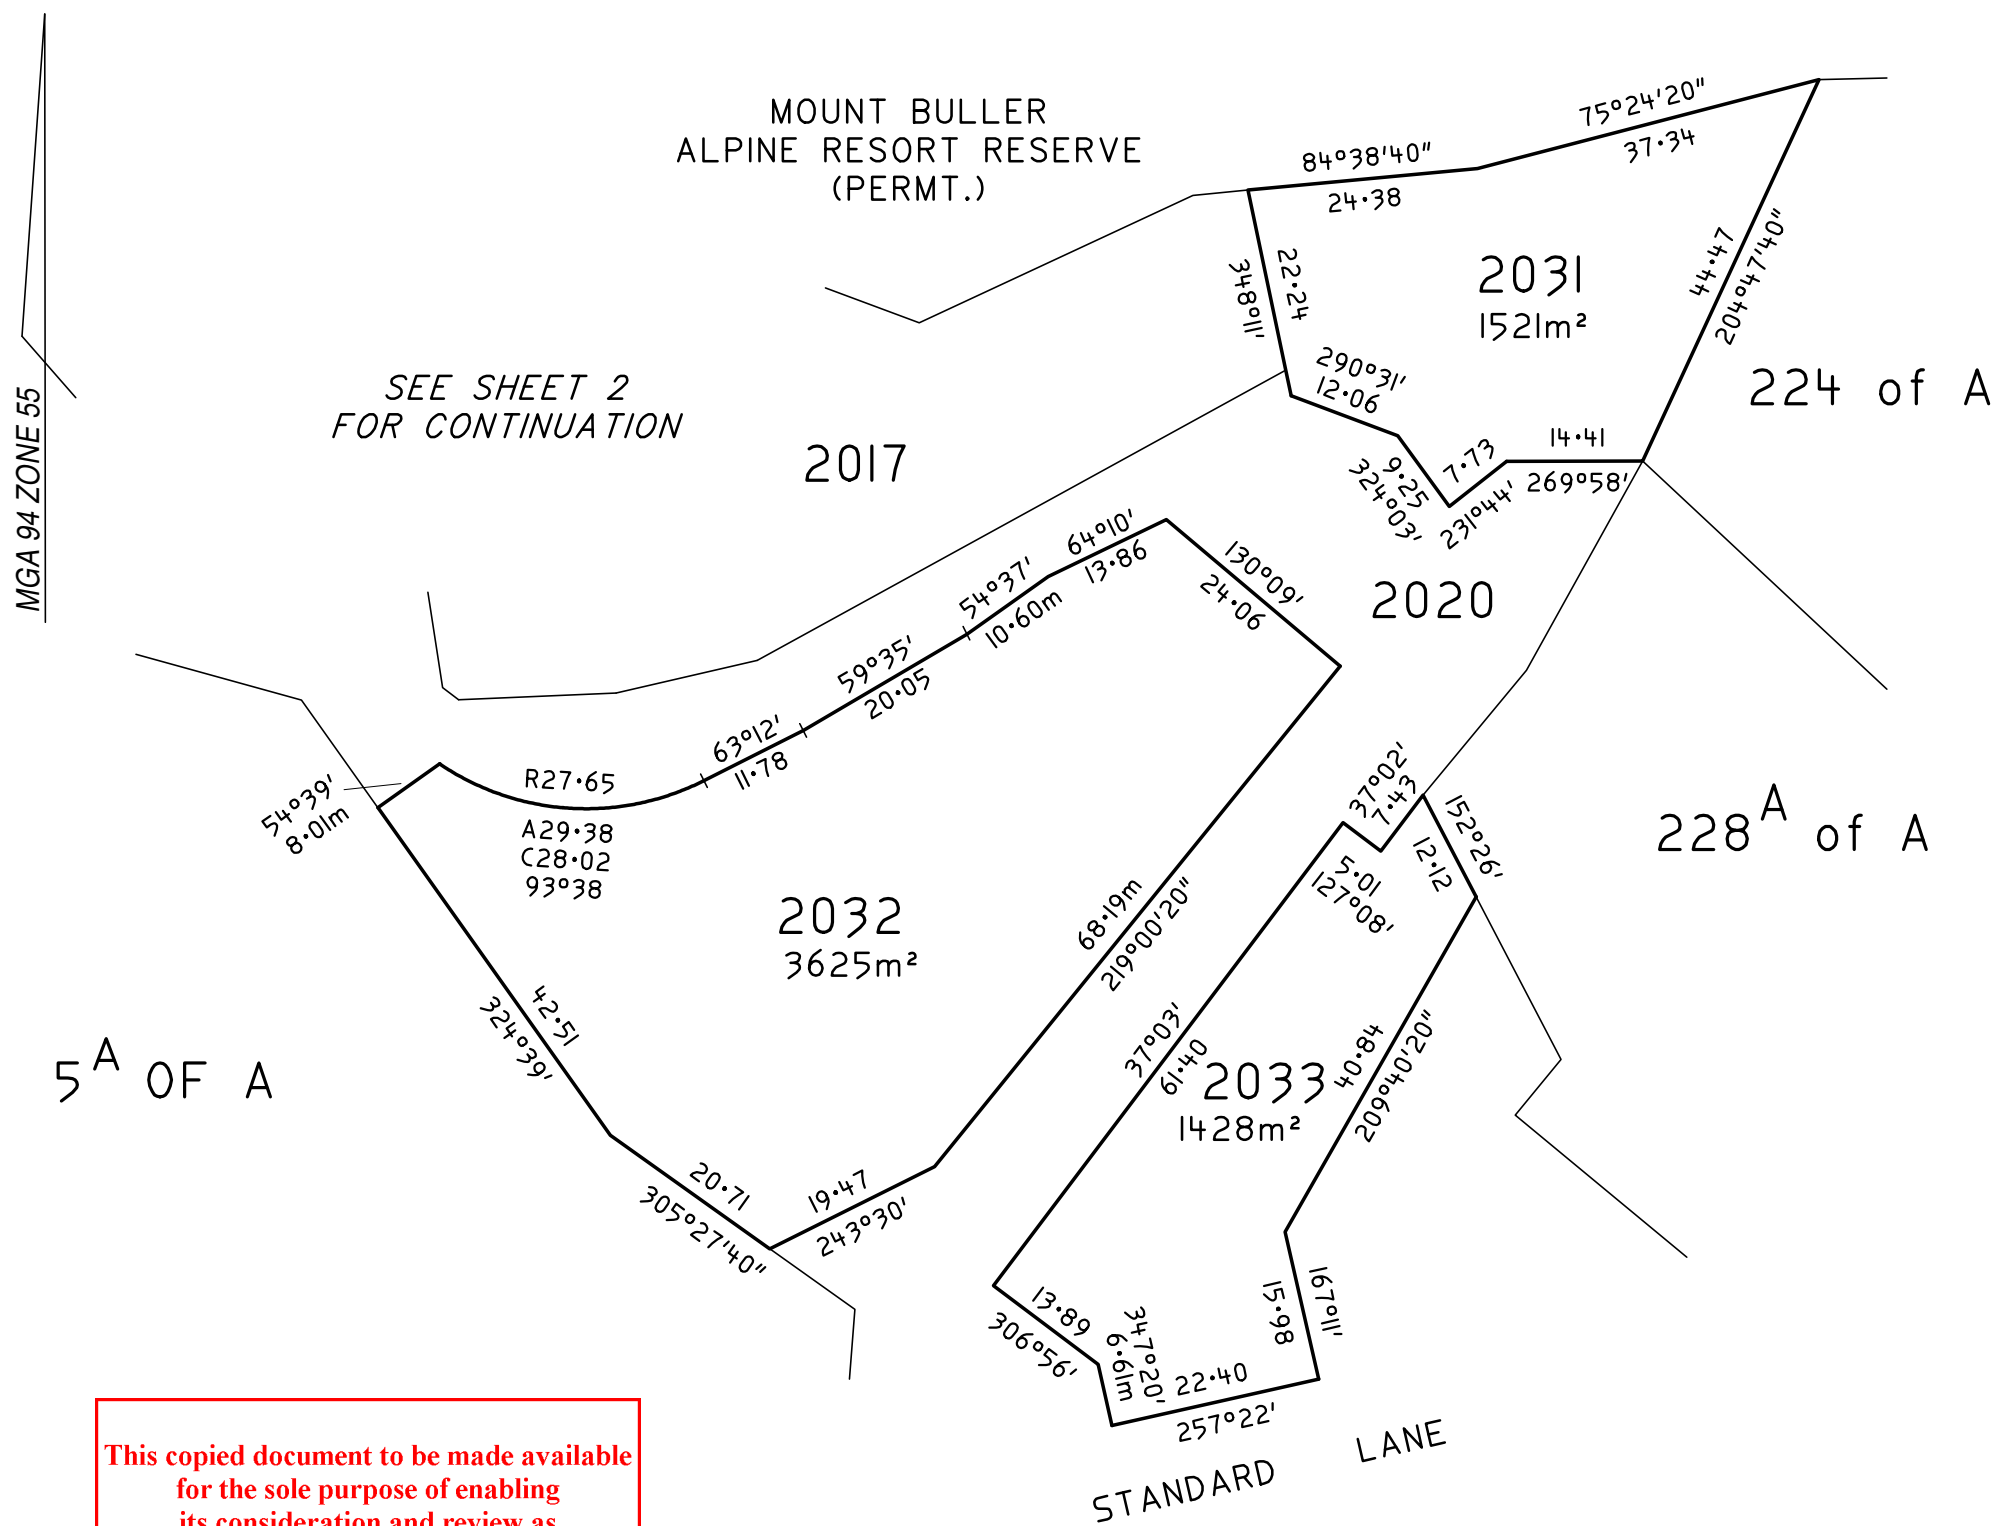 MOUNT BULLER
ALPINE RESORT RESERVE
(PERMT.)
75°24'20"
37·34
84°38'40"
24·38
22·24
348°11'
2031
1521m²
44·47
204°47'40"
290°31'
12·06
9·25
324°03'
7·73
231°44'
14·41
269°58'
224 of A
MGA 94 ZONE 55
SEE SHEET 2
FOR CONTINUATION
2017
64°10'
13·86
54°37'
10·60m
130°09'
24·06
2020
59°35'
20·05
63°12'
11·78
R27·65
A29·38
C28·02
93°38
54°39'
8·01m
2032
3625m²
68·19m
219°00'20"
37°02'
7·43
152°26'
12·12
5·01
127°08'
228A of A
42·51
324°39'
5A OF A
37°03'
61·40
2033
1428m²
40·84
209°40'20"
20·71
305°27'40"
19·47
243°30'
13·89
306°56'
347°20'
6·61m
15·98
167°11'
22·40
257°22'
STANDARD LANE
This copied document to be made available
for the sole purpose of enabling
its consideration and review as